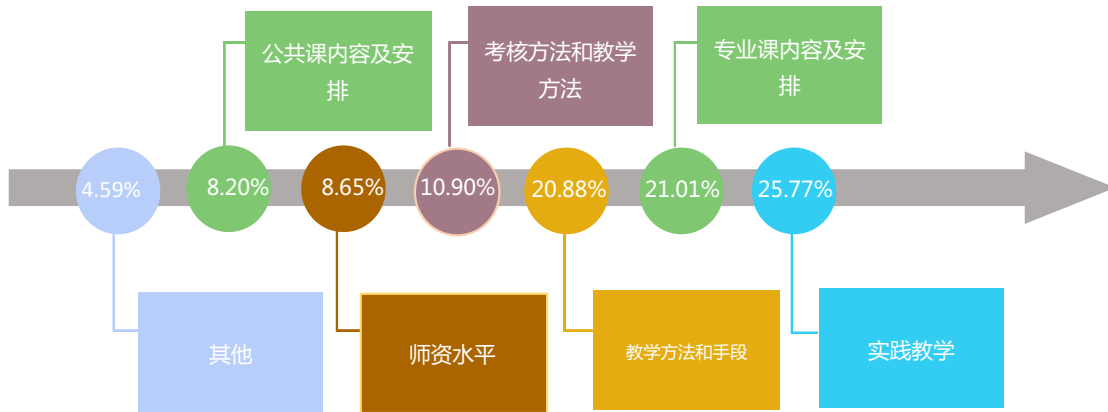 公共课内容及安
排
考核方法和教学
方法
专业课内容及安
排
4.59%
8.20%
8.65%
10.90%
20.88%
21.01%
25.77%
其他
师资水平
教学方法和手段
实践教学